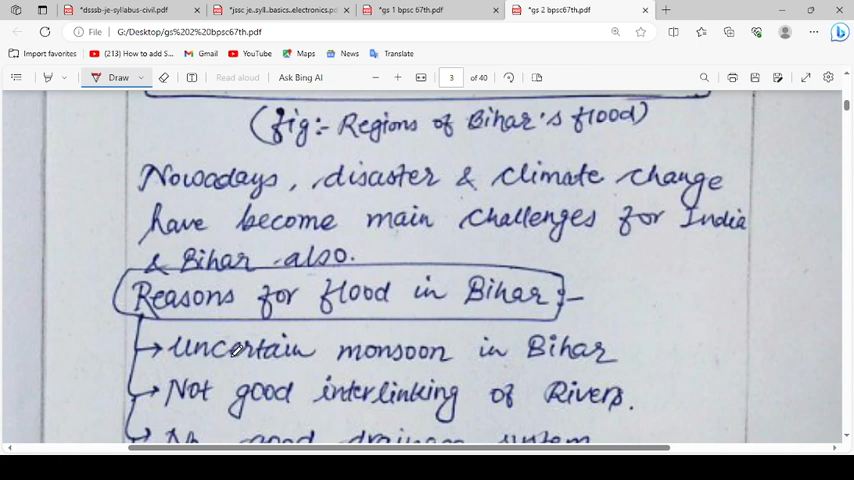 *dsssb-je-syllabus-civil.pdf
*jssc je..syll..basics..electronics.pd
*gs 1 bpsc 67th.pdf
*gs 2 bpsc67th.pdf
File G:/Desktop/gs%202%20bpsc67th.pdf
Import favorites Gmail (213) How to add S... YouTube Maps News Translate
Draw Read aloud Ask Bing AI 3 of 40
(fig:- Regions of Bihar's flood)
Nowadays, disaster & climate change
have become main challenges for India
& Bihar also.
Reasons for flood in Bihar :-
→ Uncertain monsoon in Bihar
→ Not good interlinking of Rivers.
→ No good drainage system